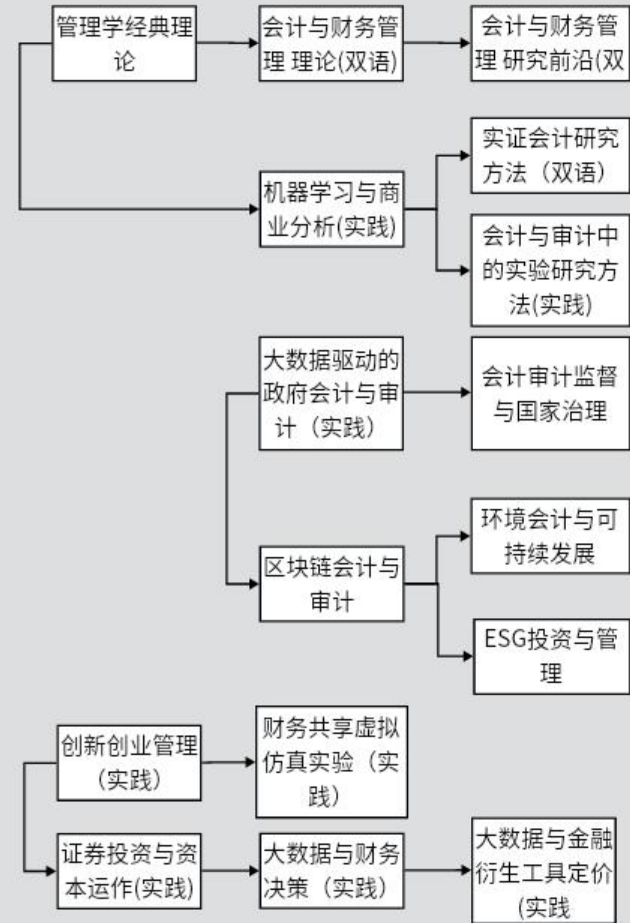 管理学经典理
论
会计与财务管
理 理论(双语)
会计与财务管
理 研究前沿(双
机器学习与商
业分析(实践)
实证会计研究
方法（双语）
会计与审计中
的实验研究方
法(实践)
大数据驱动的
政府会计与审
计（实践）
会计审计监督
与国家治理
区块链会计与
审计
环境会计与可
持续发展
ESG投资与管
理
创新创业管理
（实践）
财务共享虚拟
仿真实验（实
践）
证券投资与资
本运作(实践)
大数据与财务
决策（实践）
大数据与金融
衍生工具定价
(实践